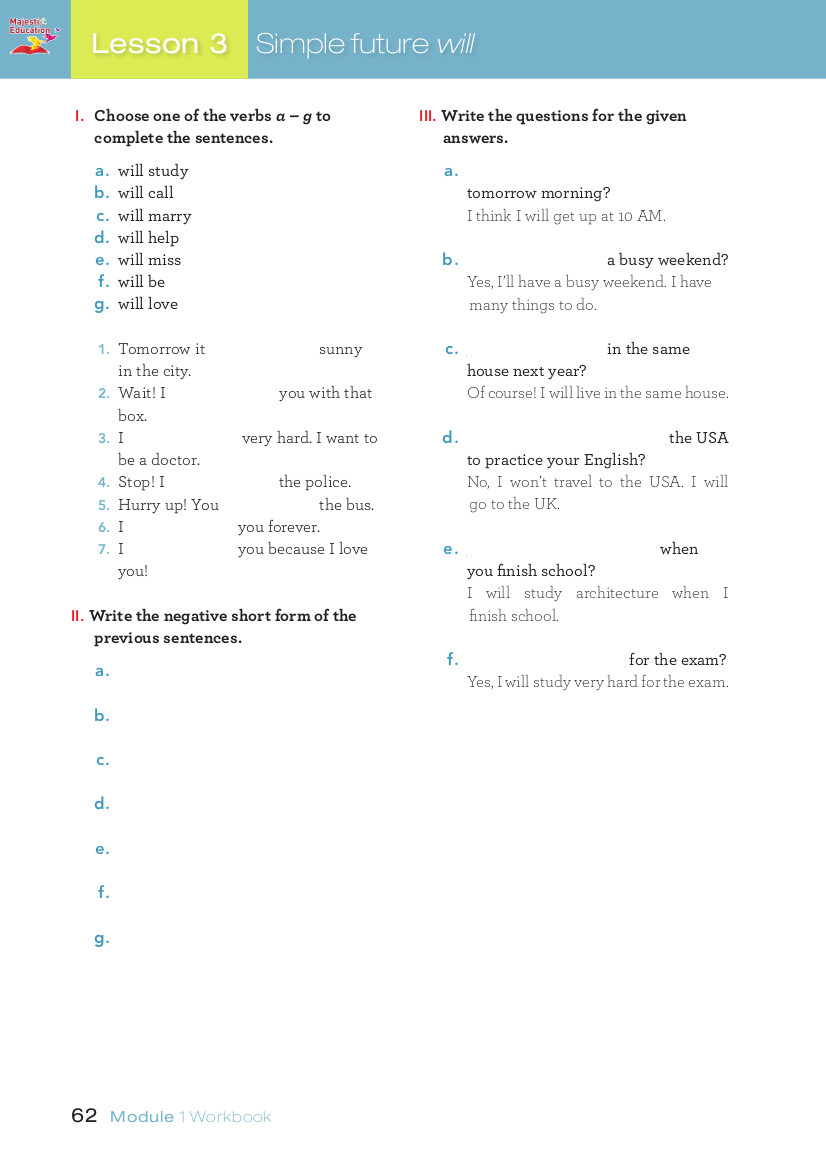 Majestic
Education
Lesson 3
Simple future will
I. Choose one of the verbs a – g to
complete the sentences.
a. will study
b. will call
c. will marry
d. will help
e. will miss
f. will be
g. will love
1. Tomorrow it sunny
in the city.
2. Wait! I you with that
box.
3. I very hard. I want to
be a doctor.
4. Stop! I the police.
5. Hurry up! You the bus.
6. I you forever.
7. I you because I love
you!
II. Write the negative short form of the
previous sentences.
a.
b.
c.
d.
e.
f.
g.
III. Write the questions for the given
answers.
a.
tomorrow morning?
I think I will get up at 10 AM.
b. a busy weekend?
Yes, I'll have a busy weekend. I have
many things to do.
c. in the same
house next year?
Of course! I will live in the same house.
d. the USA
to practice your English?
No, I won't travel to the USA. I will
go to the UK.
e. when
you finish school?
I will study architecture when I
finish school.
f. for the exam?
Yes, I will study very hard for the exam.
62 Module 1 Workbook